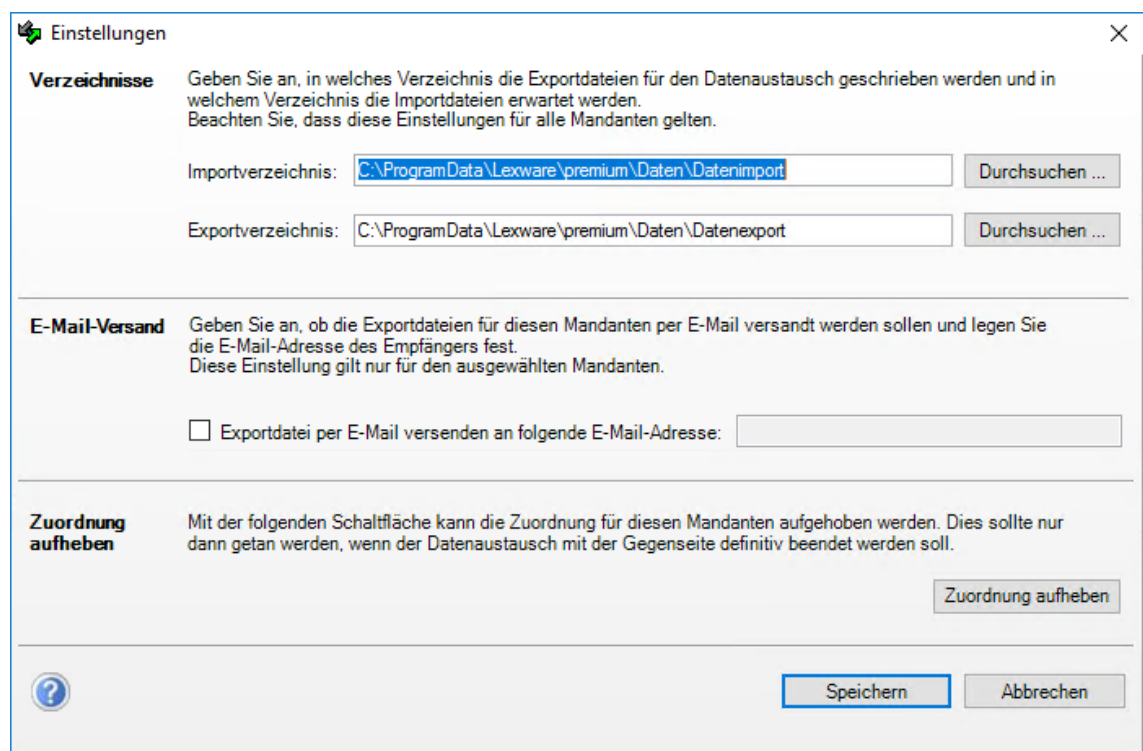 Einstellungen
Verzeichnisse
Geben Sie an, in welches Verzeichnis die Exportdateien für den Datenaustausch geschrieben werden und in
welchem Verzeichnis die Importdateien erwartet werden.
Beachten Sie, dass diese Einstellungen für alle Mandanten gelten.
Importverzeichnis: C:\ProgramData\Lexware\premium\Daten\Datenimport Durchsuchen ...
Exportverzeichnis: C:\ProgramData\Lexware\premium\Daten\Datenexport Durchsuchen ...
E-Mail-Versand
Geben Sie an, ob die Exportdateien für diesen Mandanten per E-Mail versandt werden sollen und legen Sie
die E-Mail-Adresse des Empfängers fest.
Diese Einstellung gilt nur für den ausgewählten Mandanten.
Exportdatei per E-Mail versenden an folgende E-Mail-Adresse:
Zuordnung
aufheben
Mit der folgenden Schaltfläche kann die Zuordnung für diesen Mandanten aufgehoben werden. Dies sollte nur
dann getan werden, wenn der Datenaustausch mit der Gegenseite definitiv beendet werden soll.
Zuordnung aufheben
? Speichern Abbrechen